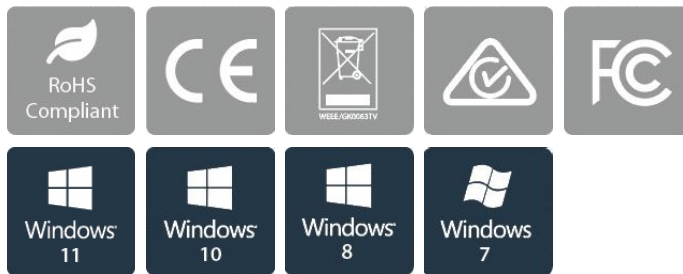 RoHS
Compliant
CE
WEEE/GK0063TV
FC
Windows
11
Windows
10
Windows
8
Windows
7